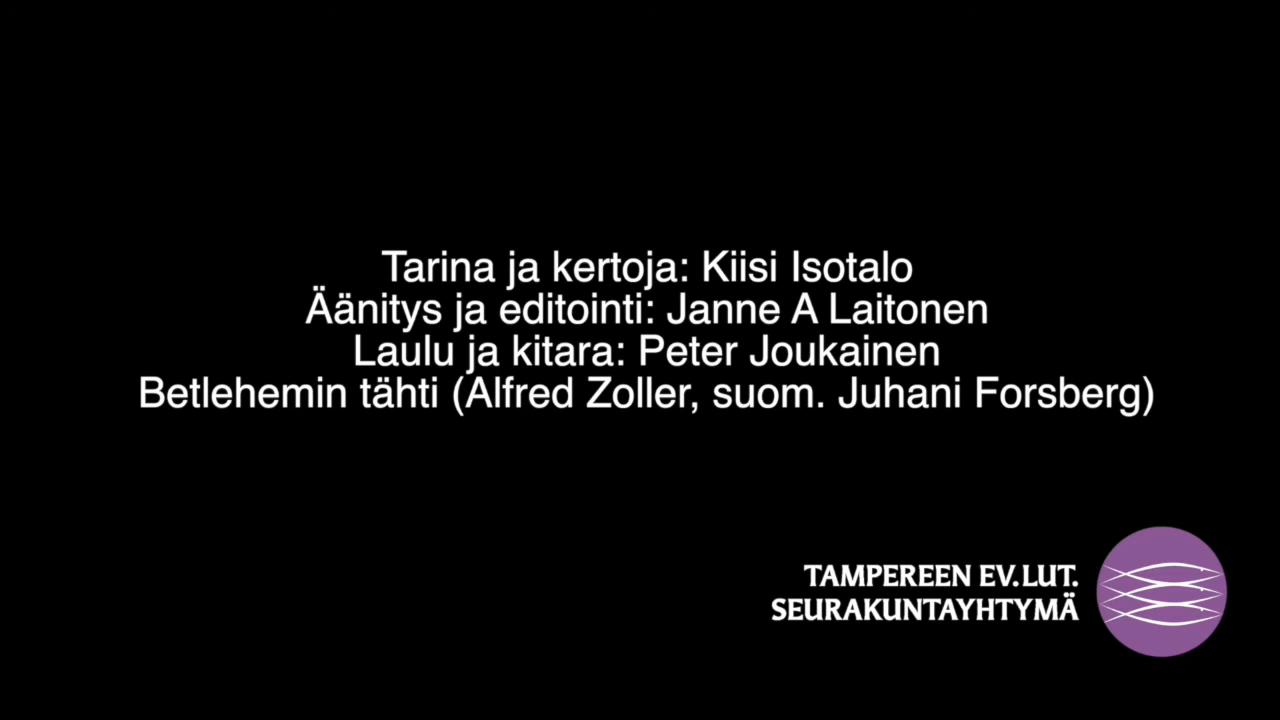 Tarina ja kertoja: Kiisi Isotalo
Äänitys ja editointi: Janne A Laitonen
Laulu ja kitara: Peter Joukainen
Betlehemin tähti (Alfred Zoller, suom. Juhani Forsberg)
TAMPEREEN EV.LUT.
SEURAKUNTAYHTYMÄ